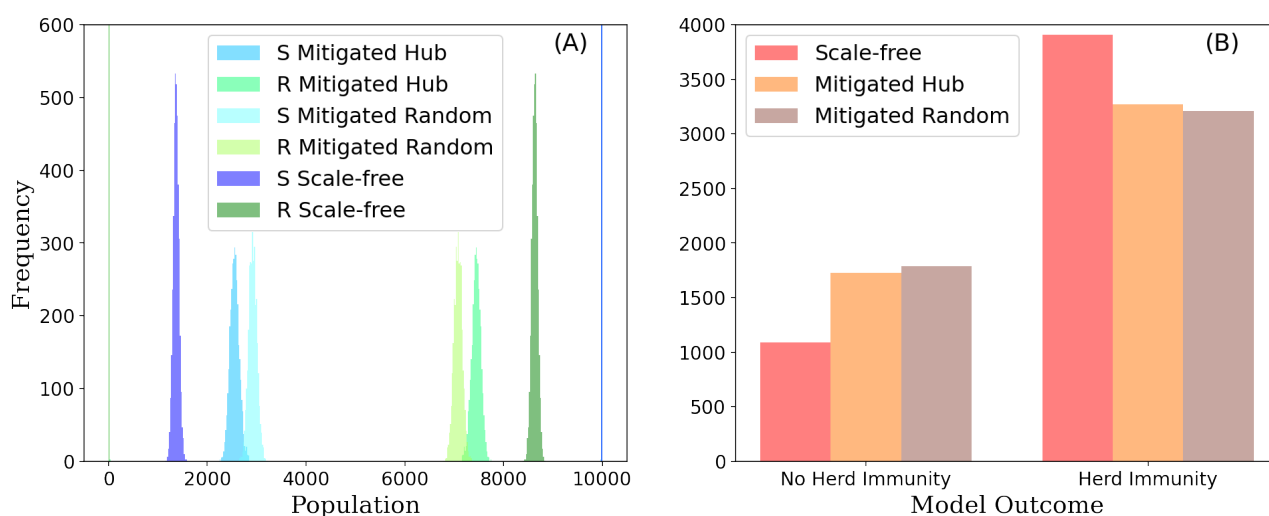 600
500
400
300
200
100
0
Frequency
(A)
S Mitigated Hub
R Mitigated Hub
S Mitigated Random
R Mitigated Random
S Scale-free
R Scale-free
0
2000
4000
6000
8000
10000
Population
4000
3500
3000
2500
2000
1500
1000
500
0
(B)
Scale-free
Mitigated Hub
Mitigated Random
No Herd Immunity
Herd Immunity
Model Outcome